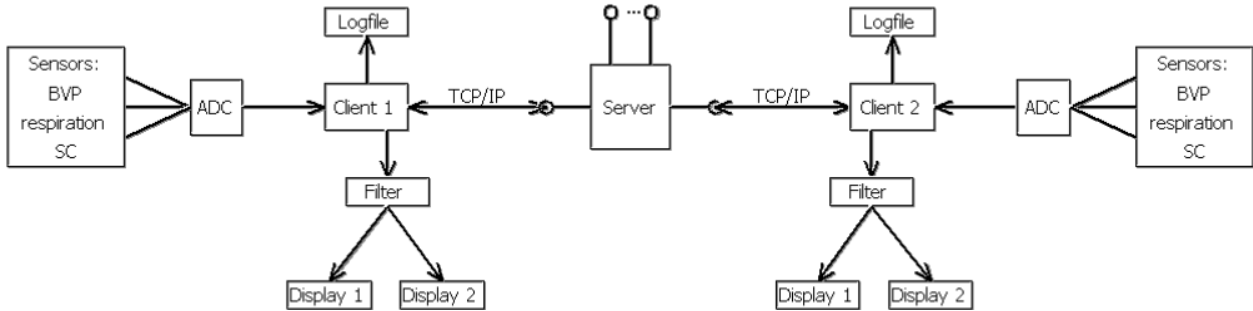 Logfile
...
Logfile
Sensors:
BVP
respiration
SC
ADC
Client 1
TCP/IP
Server
TCP/IP
Client 2
ADC
Sensors:
BVP
respiration
SC
Filter
Filter
Display 1
Display 2
Display 1
Display 2